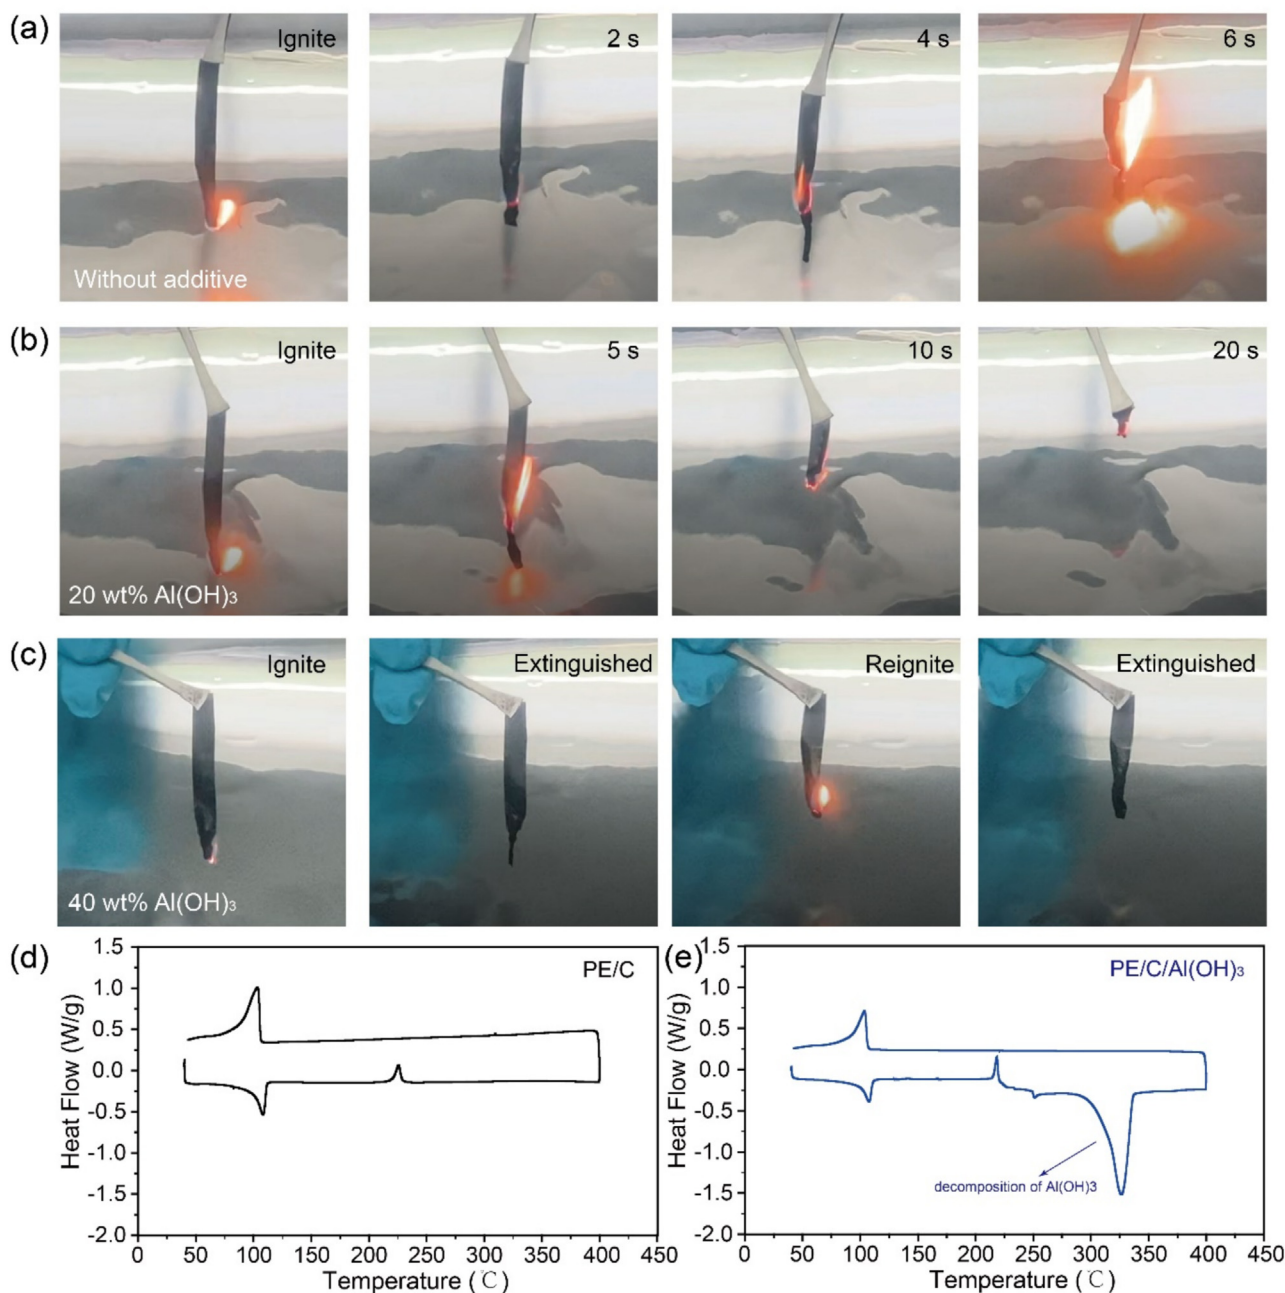 (a)
Ignite
2 s
4 s
6 s
Without additive
(b)
Ignite
5 s
10 s
20 s
20 wt% Al(OH)₃
(c)
Ignite
Extinguished
Reignite
Extinguished
40 wt% Al(OH)₃
(d)
PE/C
1.5
1.0
0.5
0.0
-0.5
-1.0
-1.5
-2.0
Heat Flow (W/g)
0 50 100 150 200 250 300 350 400 450
Temperature (℃)
(e)
PE/C/Al(OH)₃
1.5
1.0
0.5
0.0
-0.5
-1.0
-1.5
-2.0
Heat Flow (W/g)
decomposition of Al(OH)3
0 50 100 150 200 250 300 350 400 450
Temperature (℃)